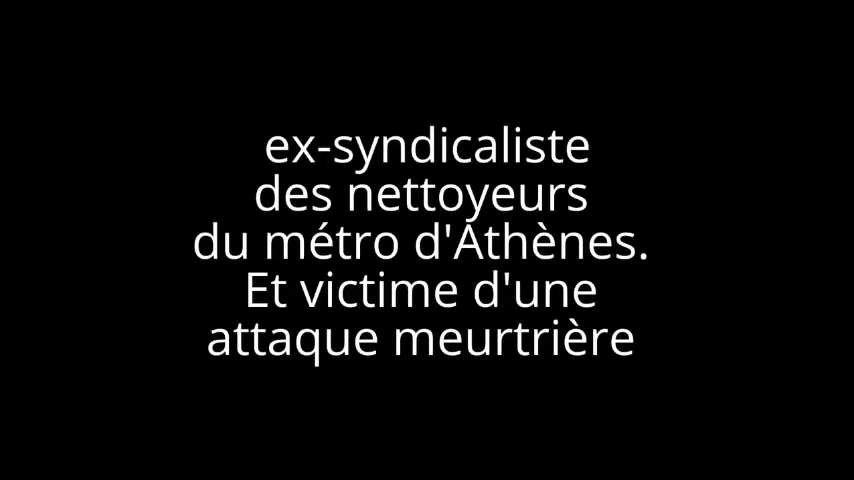 ex-syndicaliste
des nettoyeurs
du métro d'Athènes.
Et victime d'une
attaque meurtrière